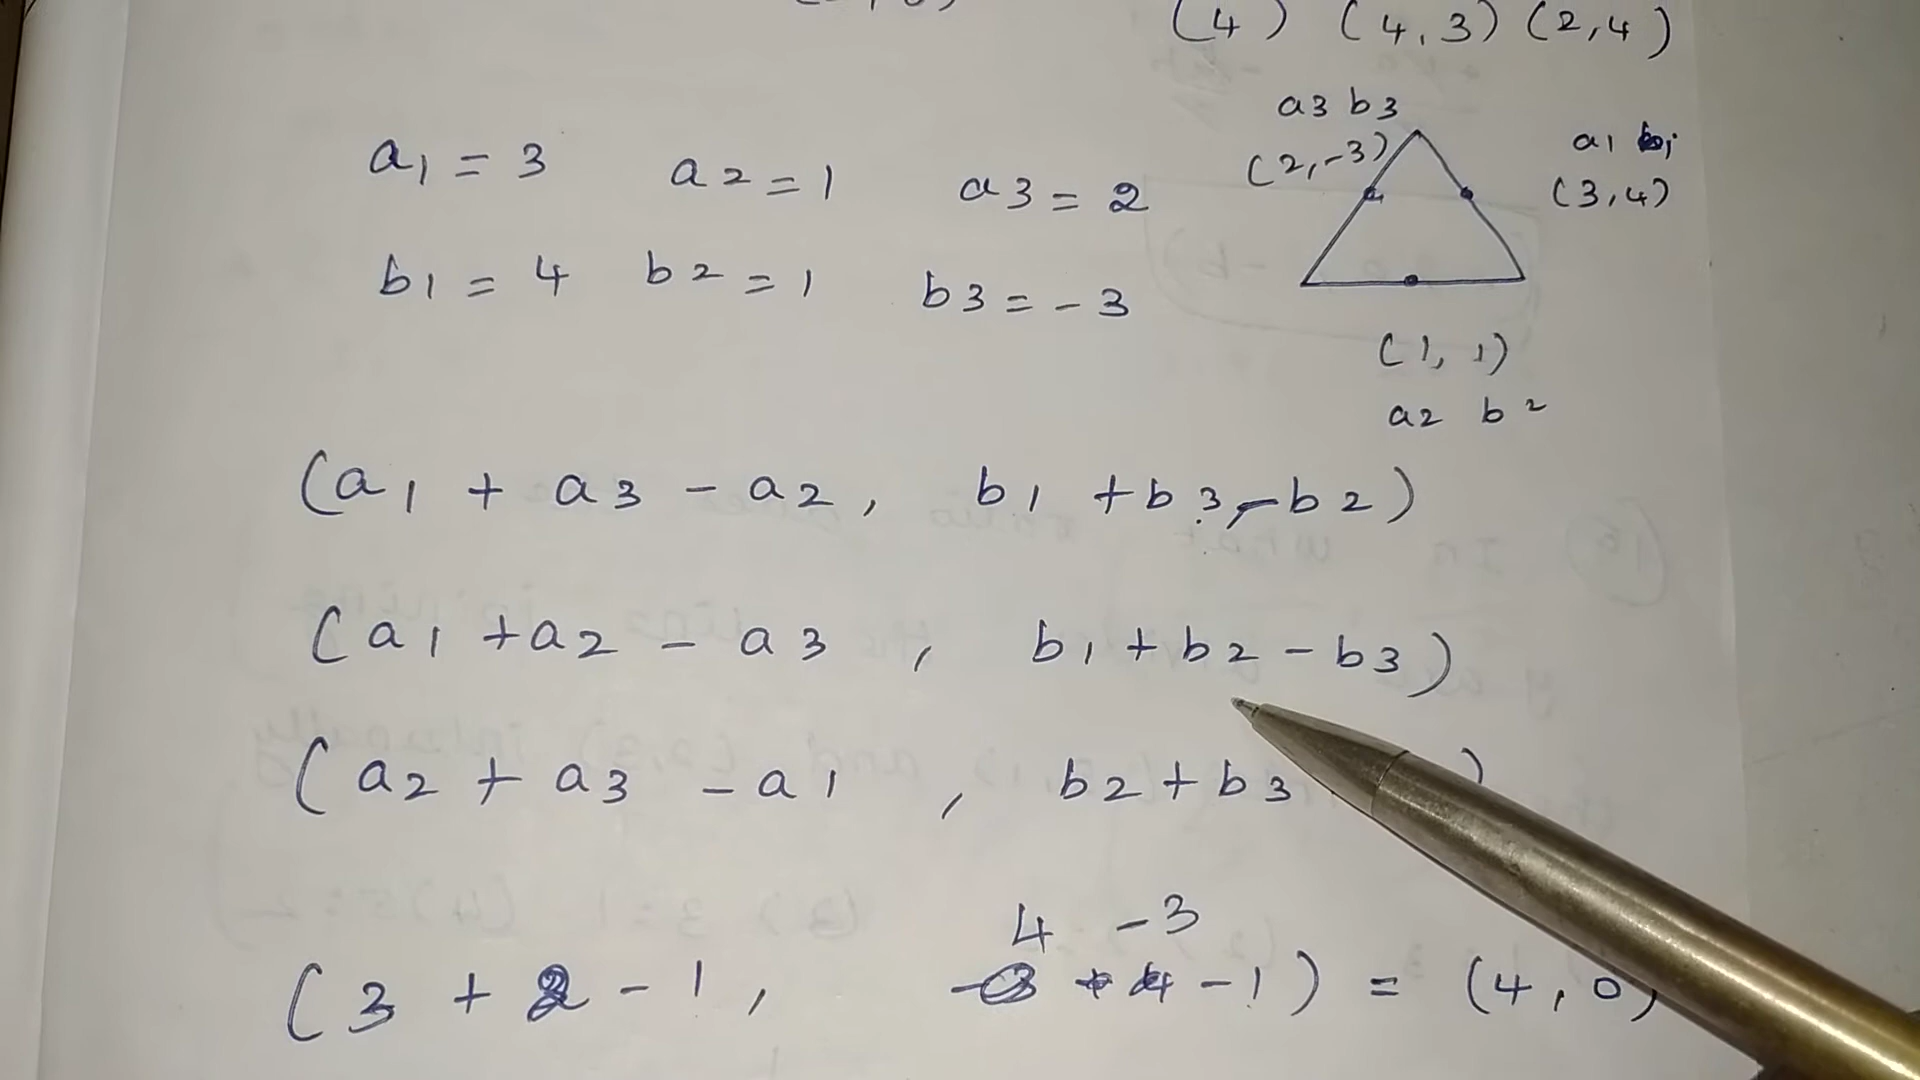 (4) (4,3) (2,4)
a3 b3
a1
(2,-3)
(3,4)
a1 = 3 a2 = 1 a3 = 2
b1 = 4 b2 = 1 b3 = -3
(1, 1)
a2 b2
(a1 + a3 - a2, b1 + b3 - b2)
(a1 + a2 - a3, b1 + b2 - b3)
(a2 + a3 - a1, b2 + b3 )
4 -3
(3 + 2 - 1, - 1) = (4, 0)